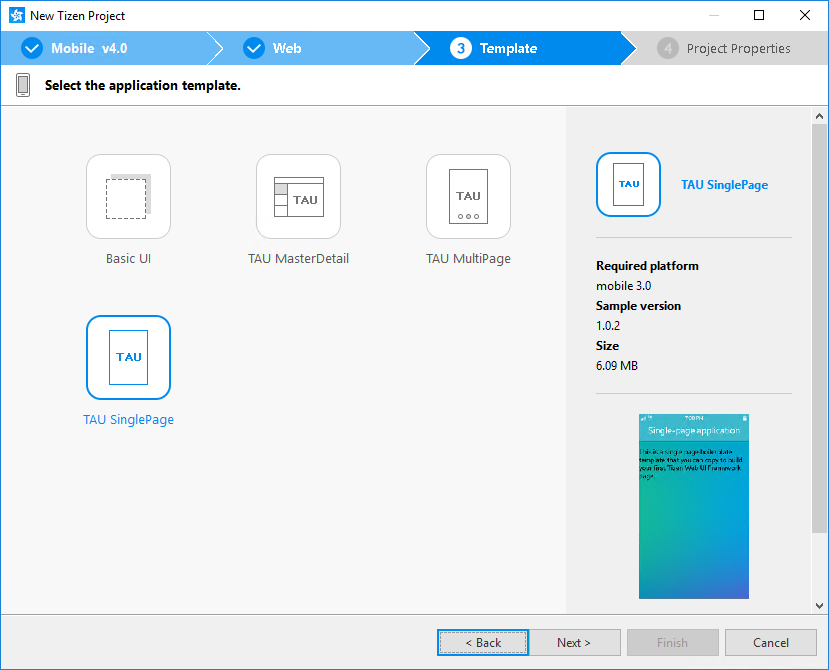 New Tizen Project
Mobile v4.0
Web
3 Template
4 Project Properties
Select the application template.
TAU
TAU
Basic UI
TAU MasterDetail
TAU MultiPage
TAU
TAU SinglePage
TAU
TAU SinglePage
Required platform
mobile 3.0
Sample version
1.0.2
Size
6.09 MB
Single-page application
This is a single page boilerplate
template that you can copy to build
your first Tizen Web UI Framework
page.
< Back
Next >
Finish
Cancel